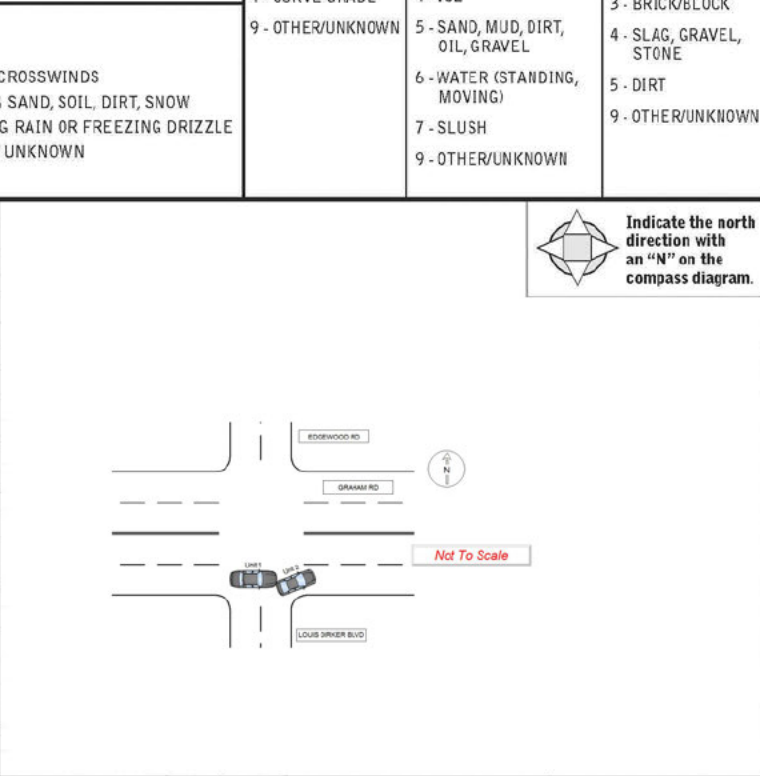 9 - OTHER/UNKNOWN
5 - SAND, MUD, DIRT,
OIL, GRAVEL
6 - WATER (STANDING,
MOVING)
7 - SLUSH
9 - OTHER/UNKNOWN
3 - BRICK/BLOCK
4 - SLAG, GRAVEL,
STONE
5 - DIRT
9 - OTHER/UNKNOWN
CROSSWINDS
SAND, SOIL, DIRT, SNOW
G RAIN OR FREEZING DRIZZLE
UNKNOWN
Indicate the north
direction with
an “N” on the
compass diagram.
EDGEWOOD RD
N
GRAHAM RD
Not To Scale
Unit 1
Unit 2
LOUIS BLVD